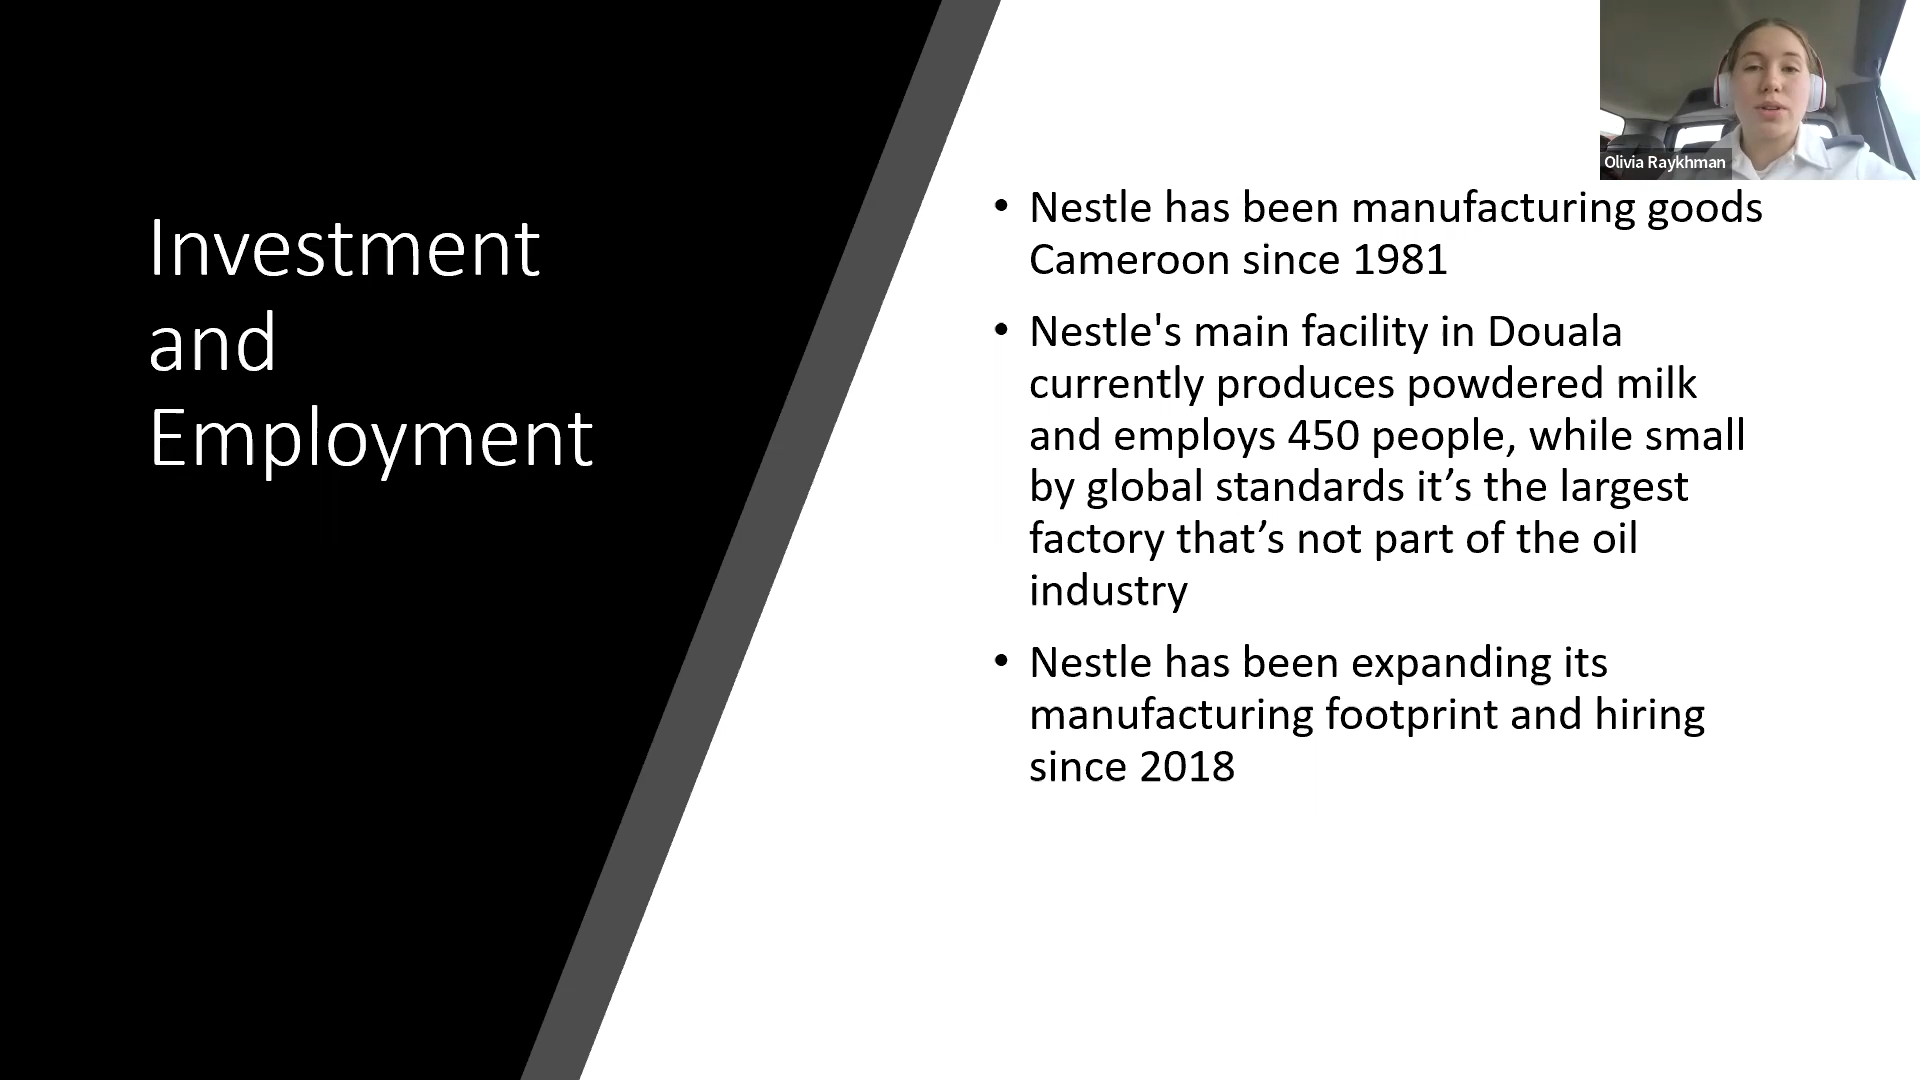 Investment
and
Employment
Olivia Raykhman
• Nestle has been manufacturing goods
Cameroon since 1981
• Nestle's main facility in Douala
currently produces powdered milk
and employs 450 people, while small
by global standards it’s the largest
factory that’s not part of the oil
industry
• Nestle has been expanding its
manufacturing footprint and hiring
since 2018